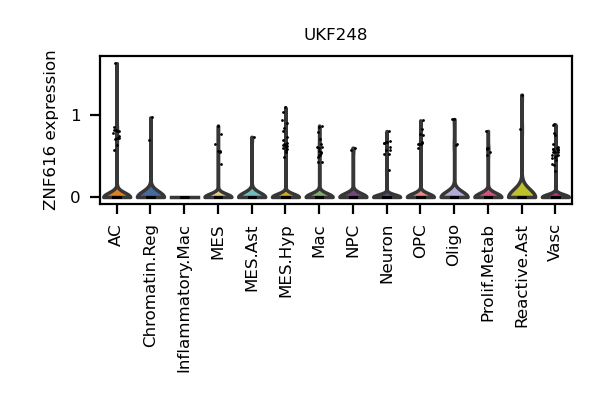 UKF248
ZNF616 expression
1
0
AC
Chromatin.Reg
Inflammatory.Mac
MES
MES.Ast
MES.Hyp
Mac
NPC
Neuron
OPC
Oligo
Prolif.Metab
Reactive.Ast
Vasc